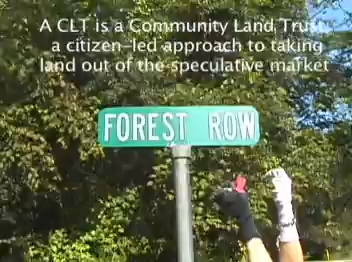 A CLT is a Community Land Trust,
a citizen-led approach to taking
land out of the speculative market
FOREST ROW